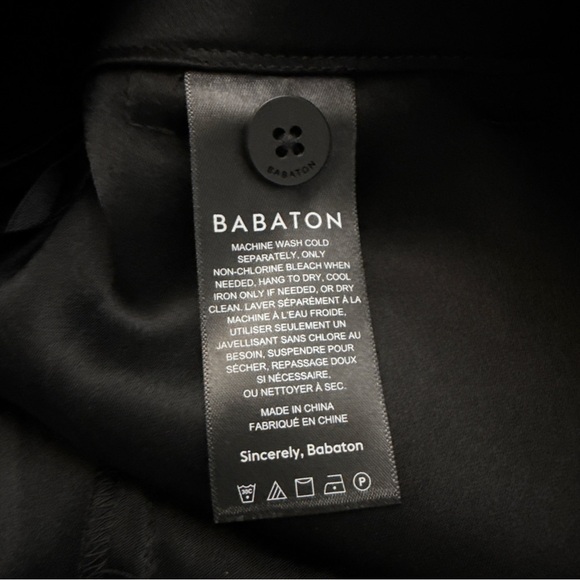 BABATON
BABATON
MACHINE WASH COLD
SEPARATELY, ONLY
NON-CHLORINE BLEACH WHEN
NEEDED, HANG TO DRY, COOL
IRON ONLY IF NEEDED, OR DRY
CLEAN. LAVER SÉPARÉMENT À LA
MACHINE À L'EAU FROIDE,
UTILISER SEULEMENT UN
JAVELLISANT SANS CHLORE AU
BESOIN, SUSPENDRE POUR
SÉCHER, REPASSAGE DOUX
SI NÉCESSAIRE,
OU NETTOYER À SEC.
MADE IN CHINA
FABRIQUÉ EN CHINE
Sincerely, Babaton
30C P